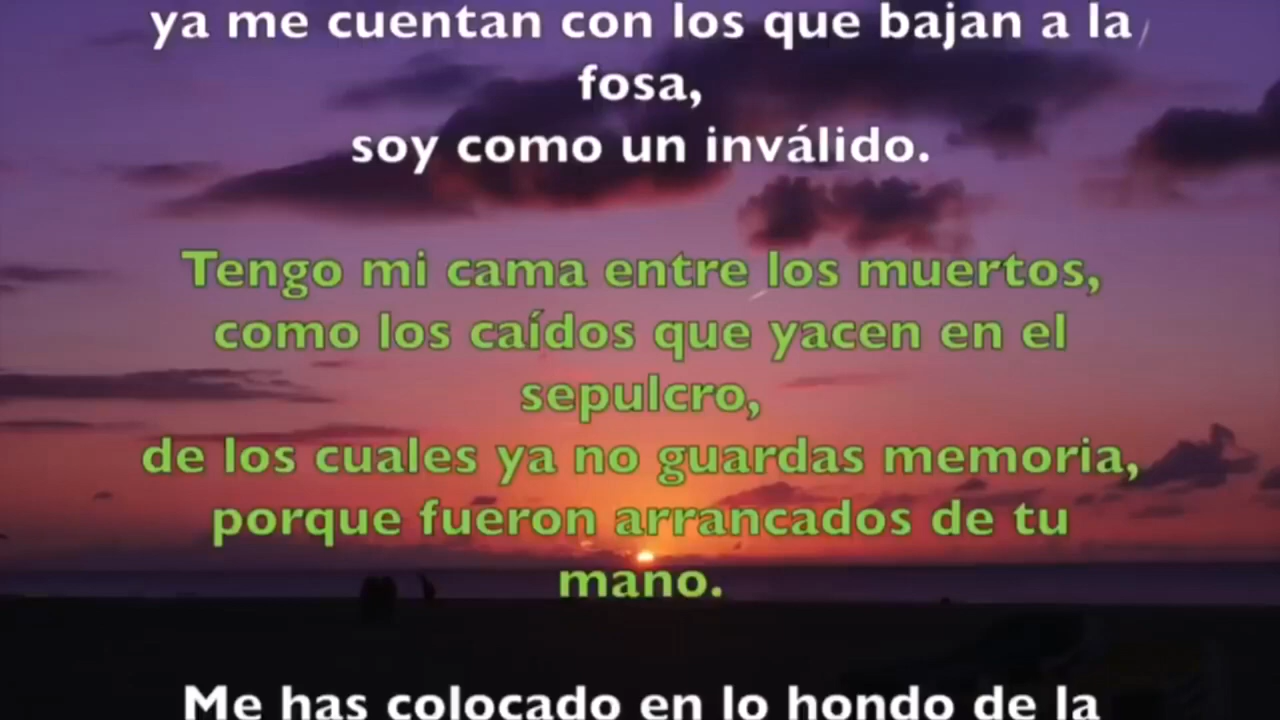 ya me cuentan con los que bajan a la
fosa,
soy como un inválido.
Tengo mi cama entre los muertos,
como los caídos que yacen en el
sepulcro,
de los cuales ya no guardas memoria,
porque fueron arrancados de tu
mano.
Me has colocado en lo hondo de la